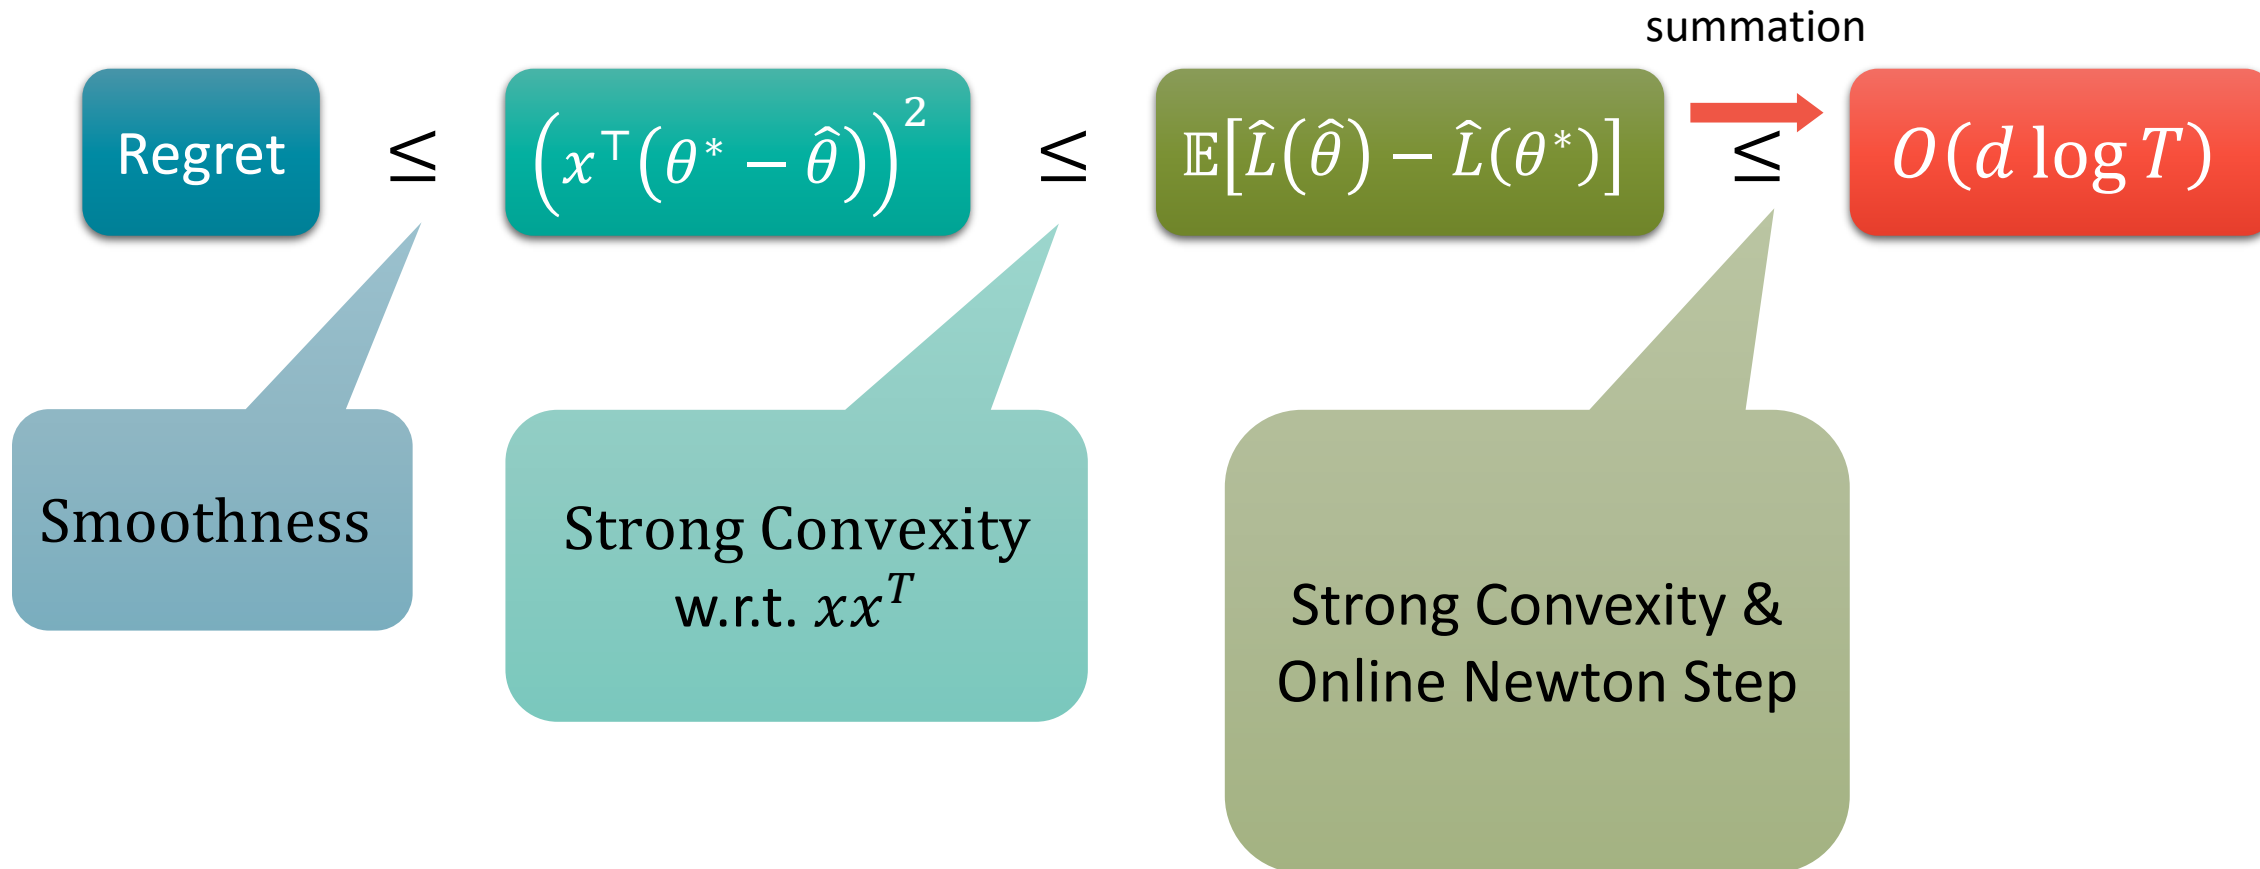 summation
Regret ≤ (x^⊤(θ* − θ̂))² ≤ 𝔼[L̂(θ̂) − L̂(θ*)] ≤ O(d log T)
Smoothness
Strong Convexity
w.r.t. xx^T
Strong Convexity &
Online Newton Step